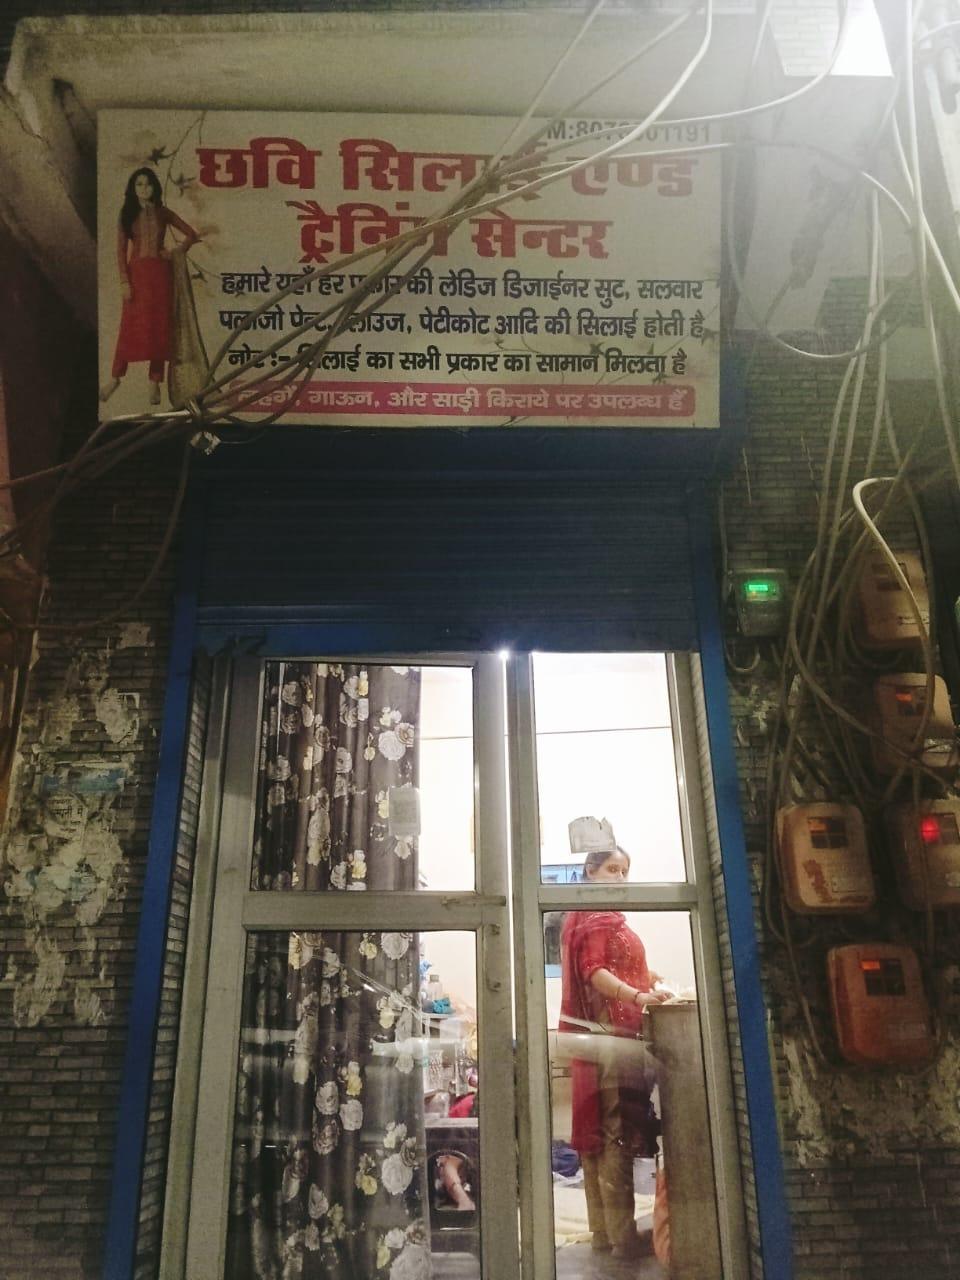 छवि सिलाई एण्ड
ट्रैनिंग सेन्टर
हमारे यहाँ हर प्रकार की लेडिज डिजाईनर सुट, सलवार
पलाजो पेन्ट, ब्लाउज, पेटीकोट आदि की सिलाई होती है
नोट :- सिलाई का सभी प्रकार का सामान मिलता है
लहंगें, गाऊन, और साड़ी किराये पर उपलब्ध हैं